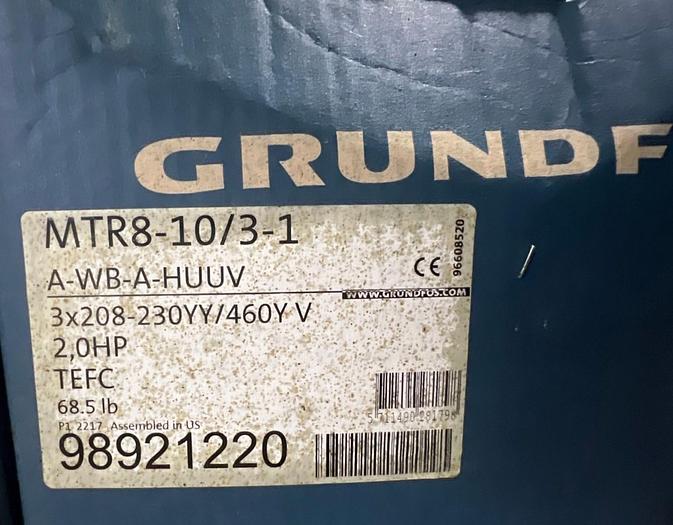 GRUNDF
MTR8-10/3-1
A-WB-A-HUUV
CE
96608520
WWW.GRUNDFOS.COM
3x208-230YY/460Y V
2,0HP
TEFC
68.5 lb
P1 2217 Assembled in US
98921220